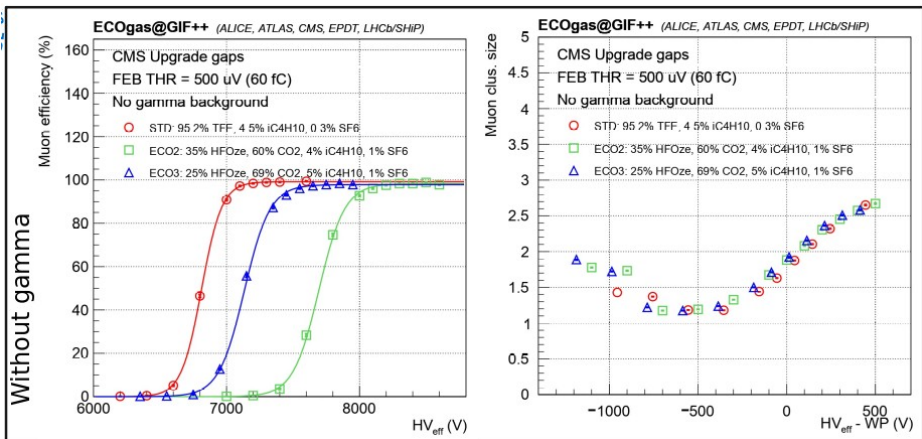 Without gamma
ECOgas@GIF++ (ALICE, ATLAS, CMS, EPDT, LHCb/SHiP)
Muon efficiency (%)
160
140
120
100
80
60
40
20
0
CMS Upgrade gaps
FEB THR = 500 uV (60 fC)
No gamma background
STD: 95.2% TFF, 4.5% iC4H10, 0.3% SF6
ECO2: 35% HFOze, 60% CO2, 4% iC4H10, 1% SF6
ECO3: 25% HFOze, 69% CO2, 5% iC4H10, 1% SF6
6000 7000 8000
HVeff (V)
ECOgas@GIF++ (ALICE, ATLAS, CMS, EPDT, LHCb/SHiP)
Muon clus. size
5
4.5
4
3.5
3
2.5
2
1.5
1
0.5
0
CMS Upgrade gaps
FEB THR = 500 uV (60 fC)
No gamma background
STD: 95.2% TFF, 4.5% iC4H10, 0.3% SF6
ECO2: 35% HFOze, 60% CO2, 4% iC4H10, 1% SF6
ECO3: 25% HFOze, 69% CO2, 5% iC4H10, 1% SF6
−1000 −500 0 500
HVeff - WP (V)